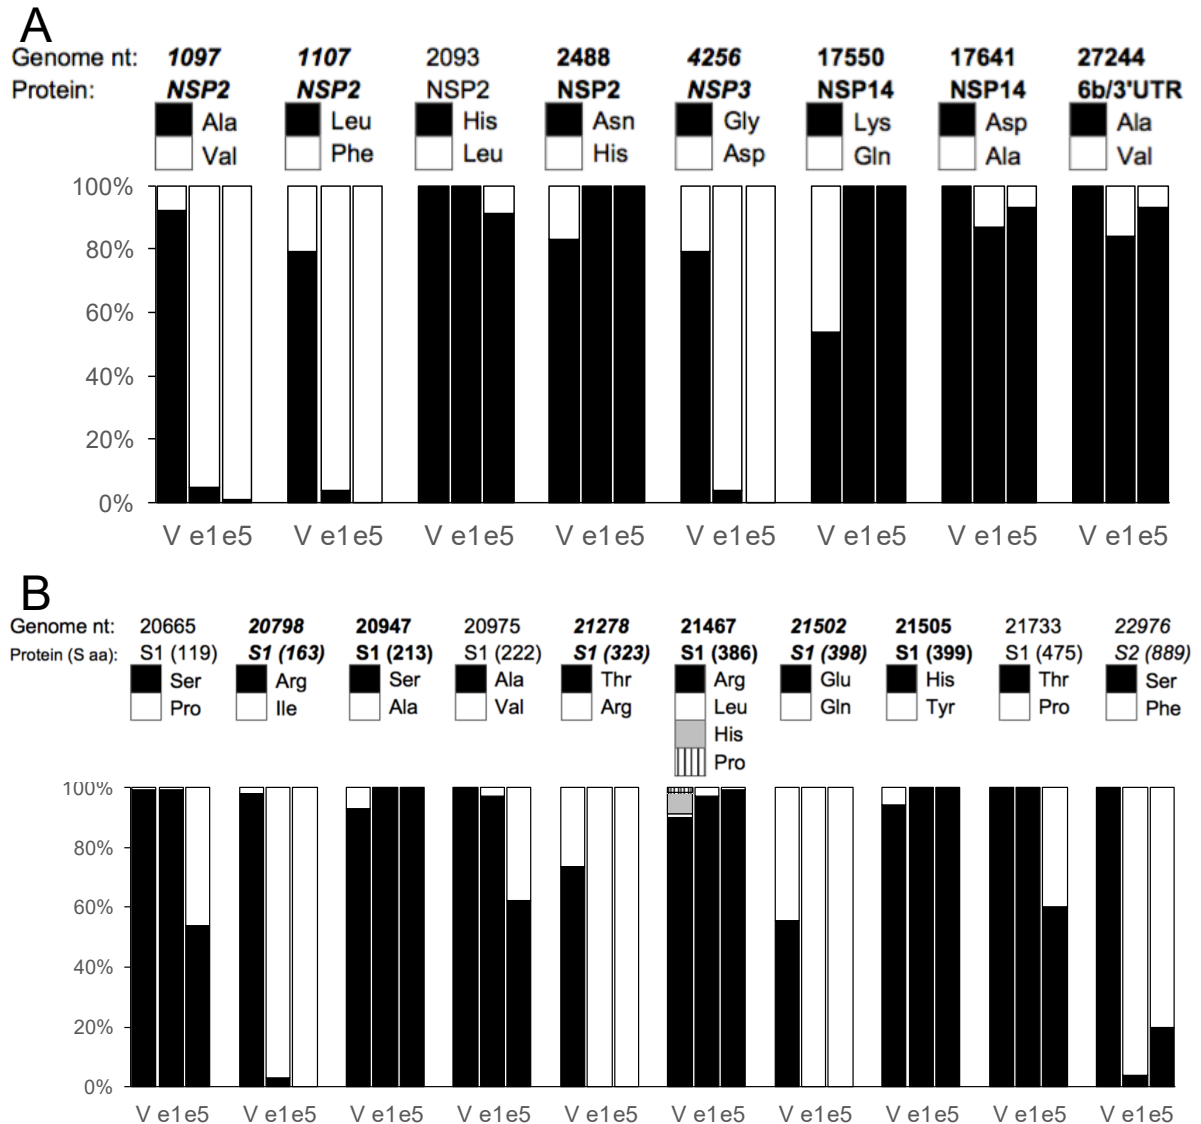 A
Genome nt: 1097 1107 2093 2488 4256 17550 17641 27244
Protein: NSP2 NSP2 NSP2 NSP2 NSP3 NSP14 NSP14 6b/3'UTR
Ala Leu His Asn Gly Lys Asp Ala
Val Phe Leu His Asp Gln Ala Val
100%
80%
60%
40%
20%
0%
V e1e5 V e1e5 V e1e5 V e1e5 V e1e5 V e1e5 V e1e5 V e1e5
B
Genome nt: 20665 20798 20947 20975 21278 21467 21502 21505 21733 22976
Protein (S aa): S1 (119) S1 (163) S1 (213) S1 (222) S1 (323) S1 (386) S1 (398) S1 (399) S1 (475) S2 (889)
Ser Arg Ser Ala Thr Arg Glu His Thr Ser
Pro Ile Ala Val Arg Leu Gln Tyr Pro Phe
His
Pro
100%
80%
60%
40%
20%
0%
V e1e5 V e1e5 V e1e5 V e1e5 V e1e5 V e1e5 V e1e5 V e1e5 V e1e5 V e1e5